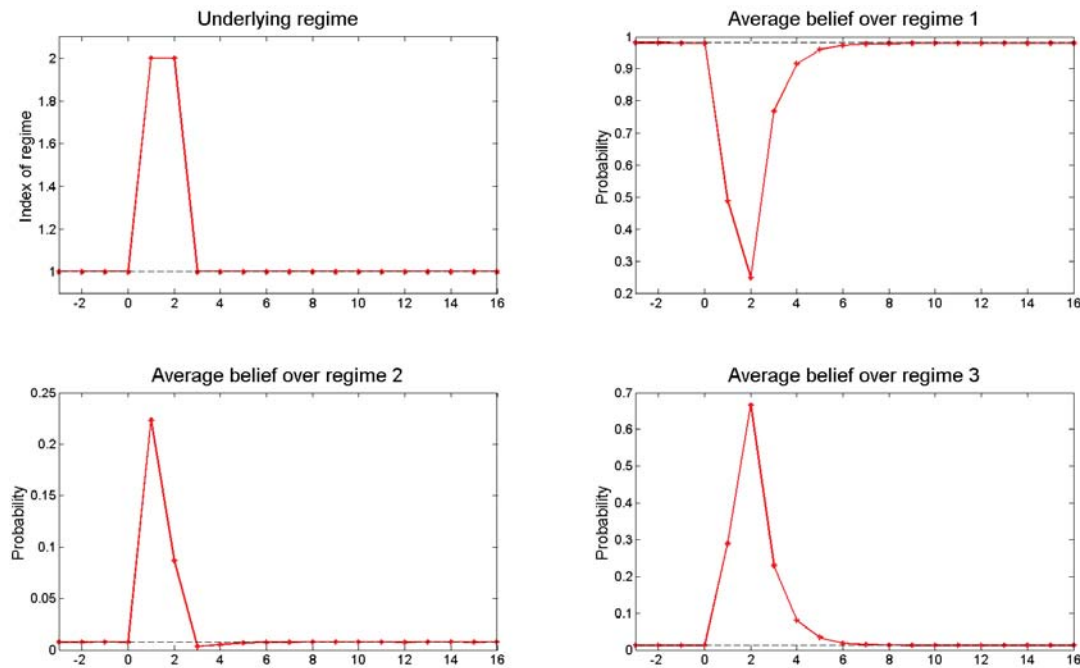 Underlying regime
2
1.8
1.6
1.4
1.2
1
Index of regime
-2 0 2 4 6 8 10 12 14 16
Average belief over regime 1
1
0.9
0.8
0.7
0.6
0.5
0.4
0.3
0.2
Probability
-2 0 2 4 6 8 10 12 14 16
Average belief over regime 2
0.25
0.2
0.15
0.1
0.05
0
Probability
-2 0 2 4 6 8 10 12 14 16
Average belief over regime 3
0.7
0.6
0.5
0.4
0.3
0.2
0.1
0
Probability
-2 0 2 4 6 8 10 12 14 16